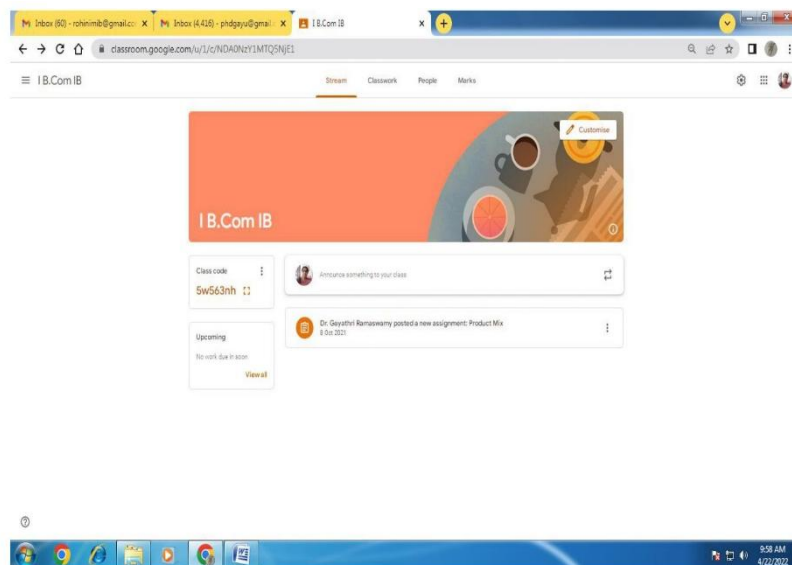 Inbox (60) - rohinimib@gmail.co
Inbox (4,416) - phdgayu@gmail.
I B.Com IB
classroom.google.com/u/1/c/NDA0NzY1MTQ5NjE1
I B.Com IB
Stream Classwork People Marks
Customise
I B.Com IB
Class code
5w563nh
Announce something to your class
Upcoming
No work due in soon
View all
Dr. Gayathri Ramaswamy posted a new assignment: Product Mix
8 Oct 2021
9:58 AM
4/22/2022